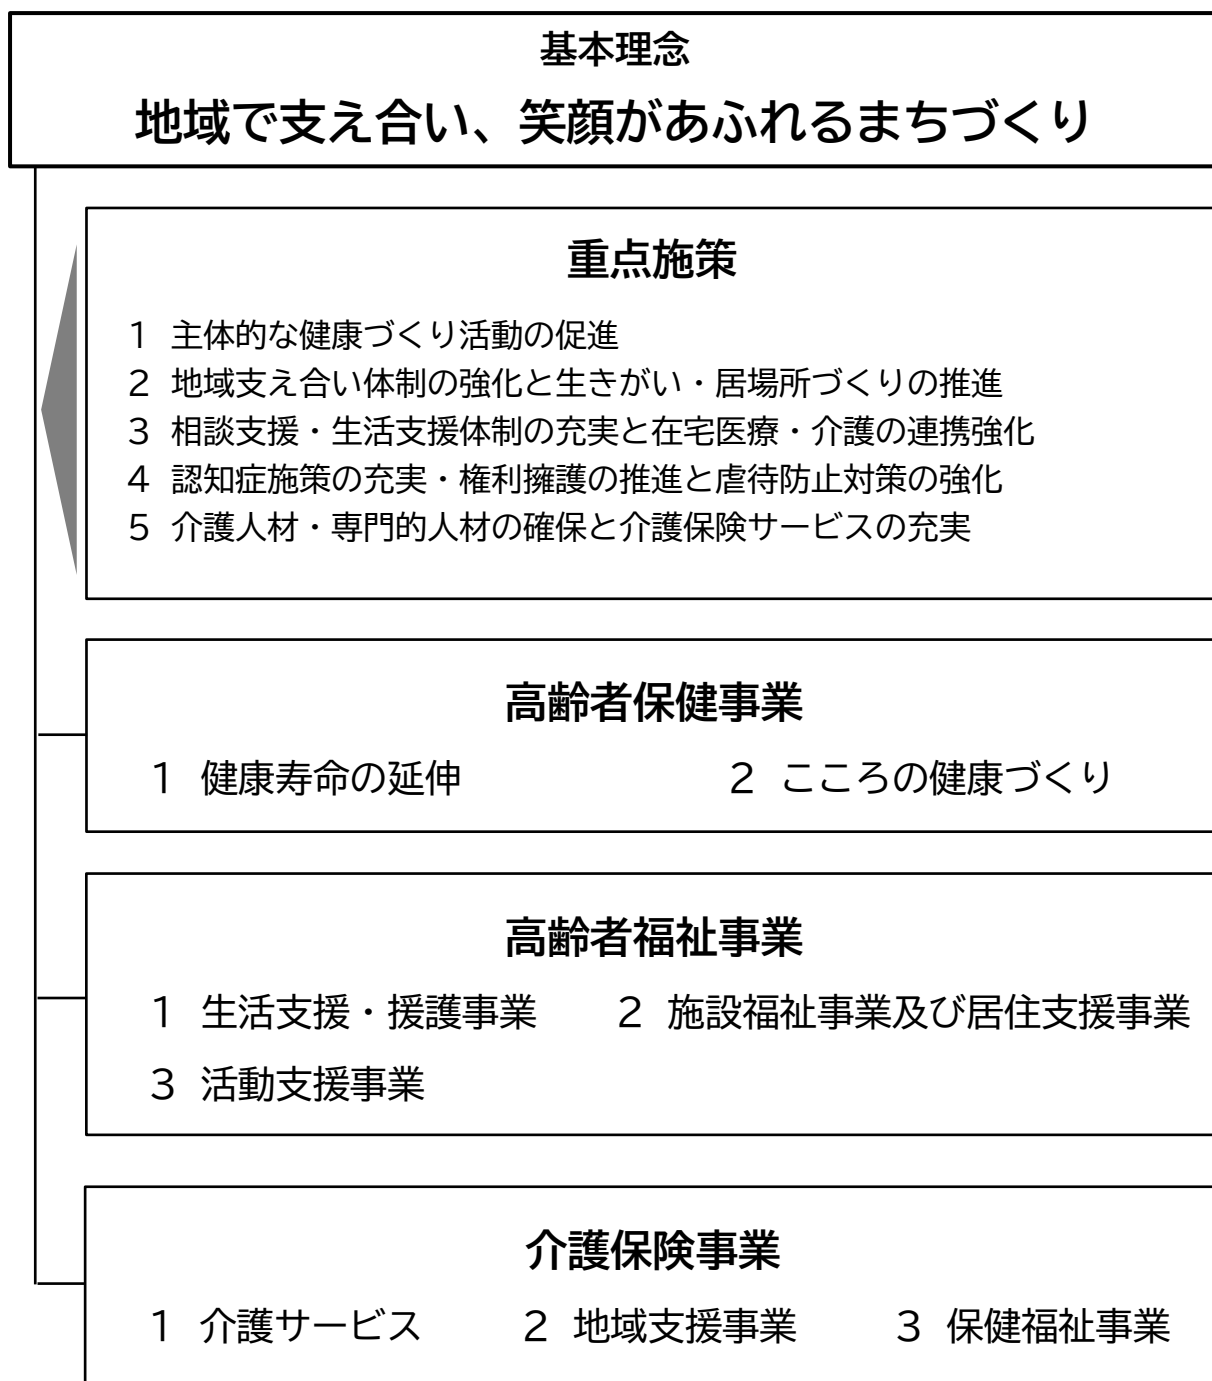 基本理念
地域で支え合い、笑顔があふれるまちづくり
重点施策
1 主体的な健康づくり活動の促進
2 地域支え合い体制の強化と生きがい・居場所づくりの推進
3 相談支援・生活支援体制の充実と在宅医療・介護の連携強化
4 認知症施策の充実・権利擁護の推進と虐待防止対策の強化
5 介護人材・専門的人材の確保と介護保険サービスの充実
高齢者保健事業
1 健康寿命の延伸 2 こころの健康づくり
高齢者福祉事業
1 生活支援・援護事業 2 施設福祉事業及び居住支援事業
3 活動支援事業
介護保険事業
1 介護サービス 2 地域支援事業 3 保健福祉事業